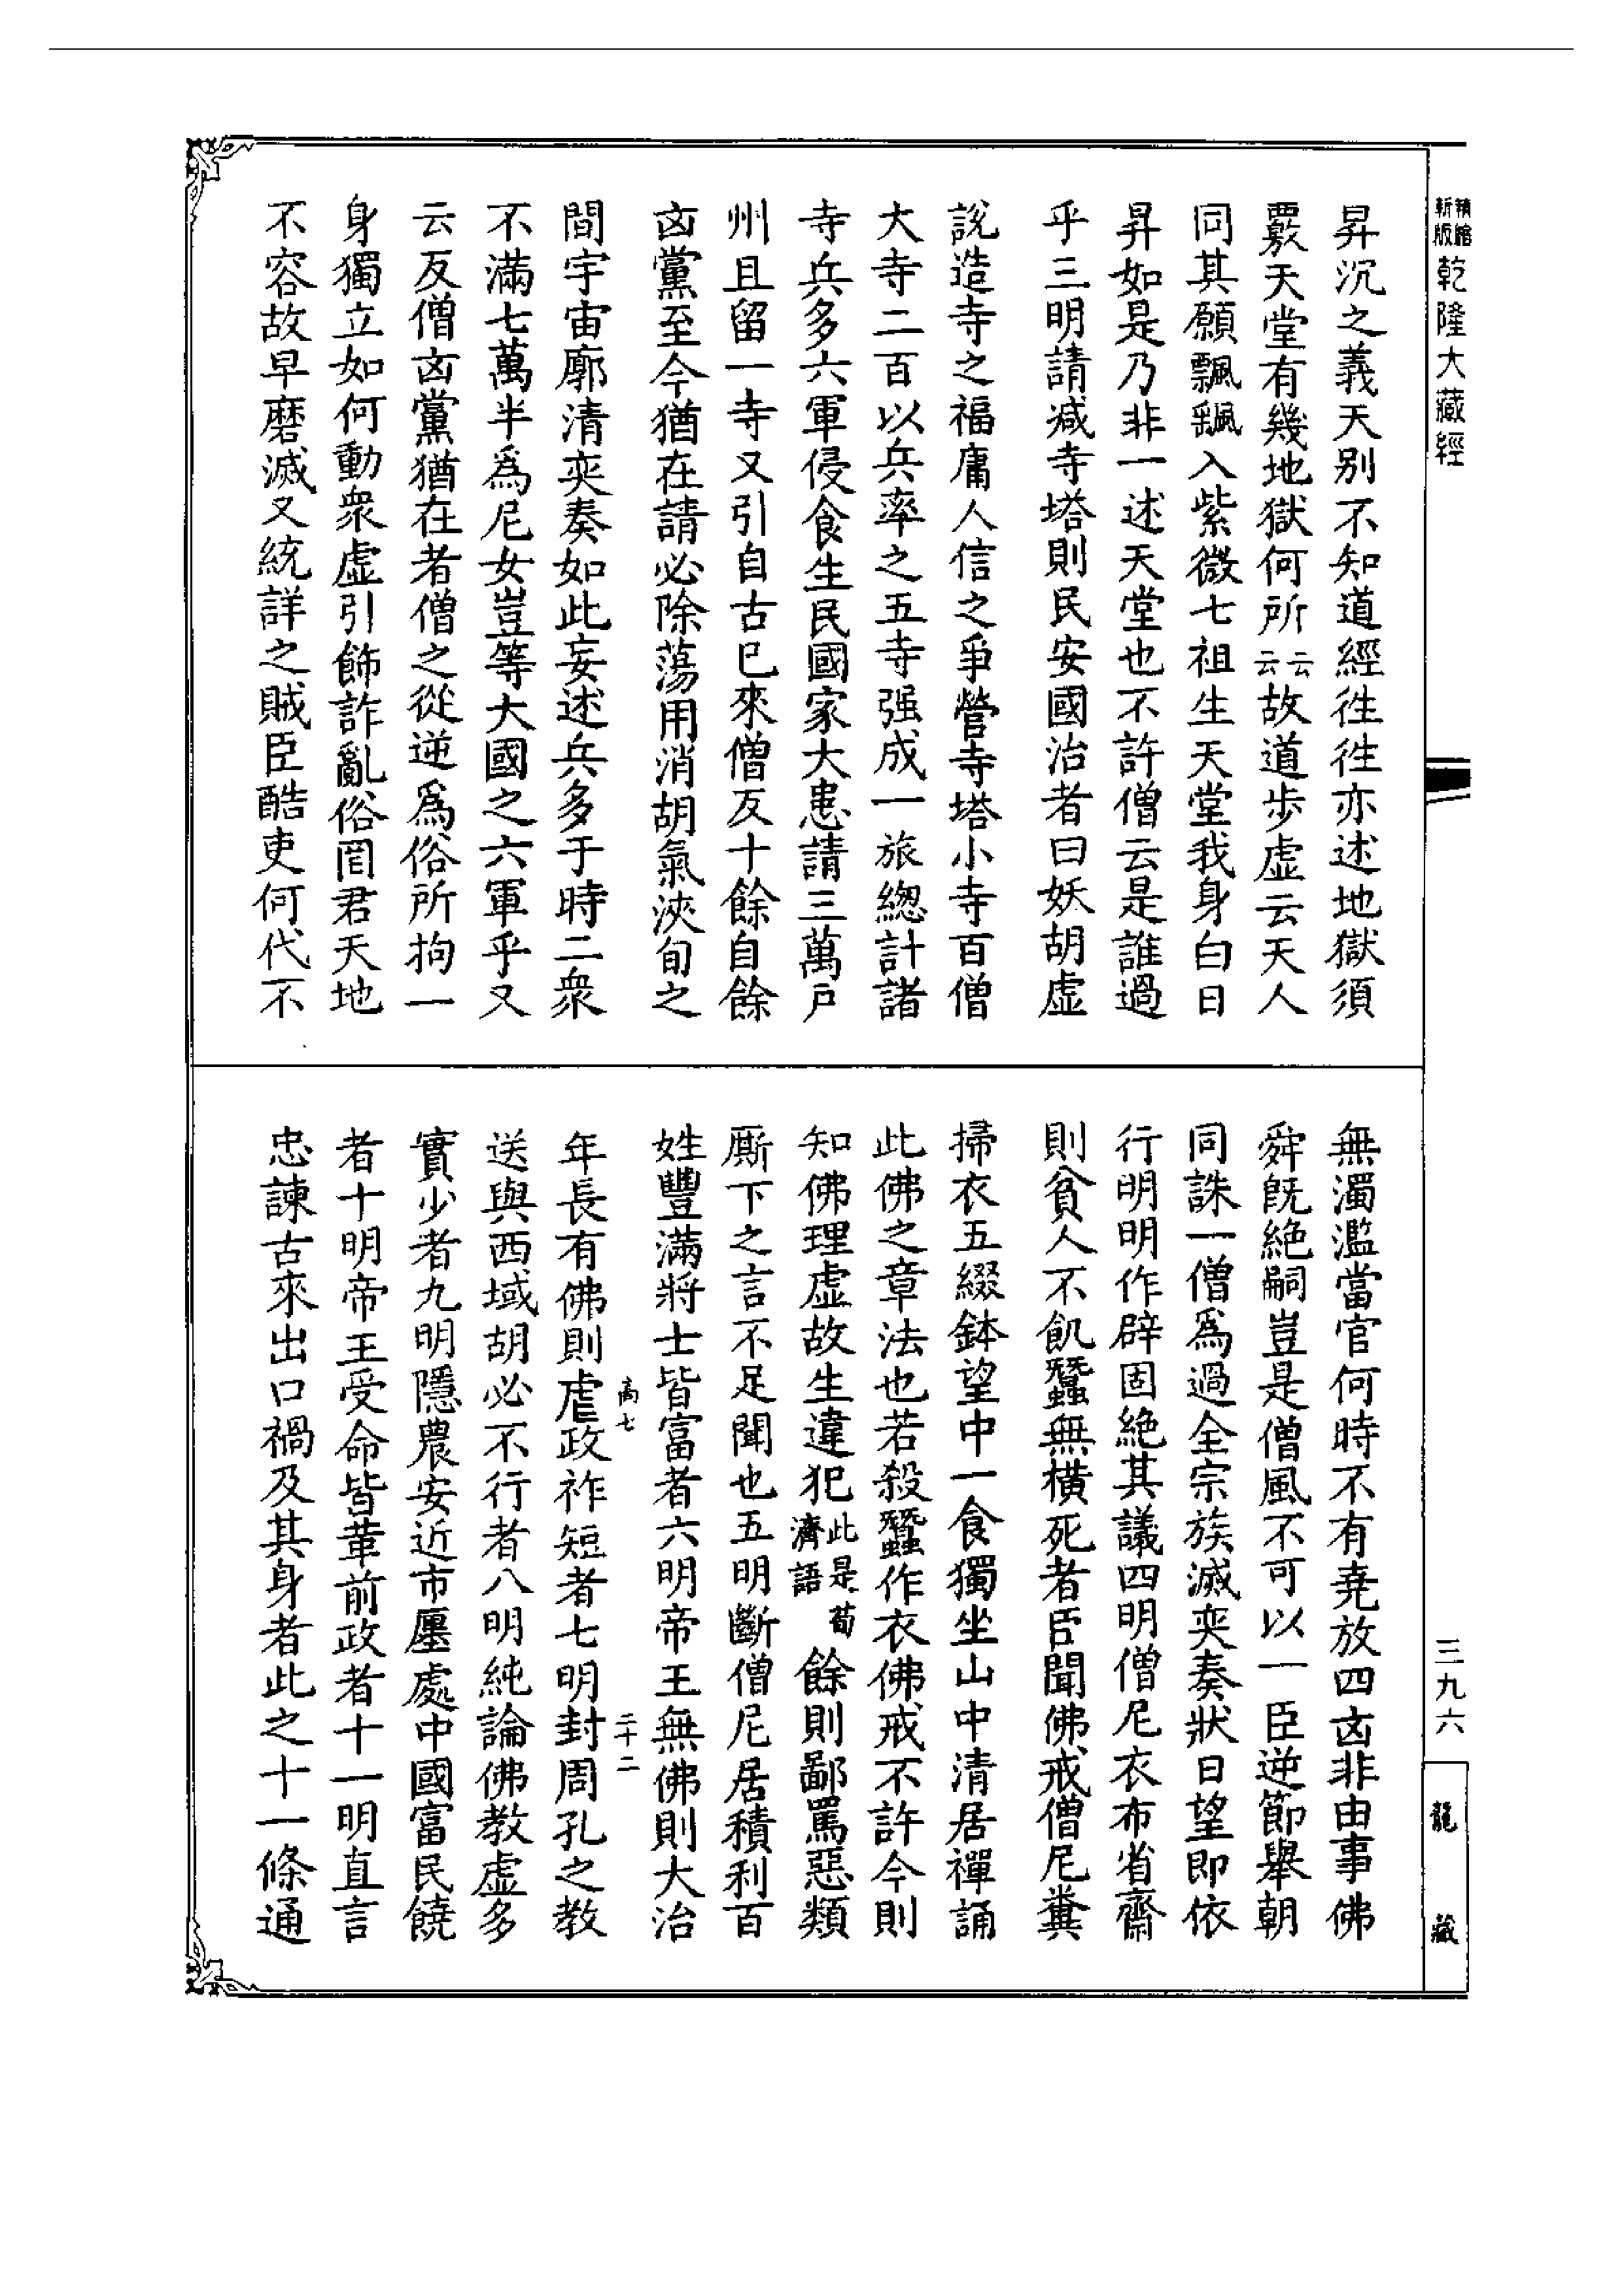 精繪
新版
乾隆大藏經
昇沉之義天别不知道經徃徃亦述地獄須
覈天堂有幾地獄何所云云故道步虚云天人
同其願飄飖入紫微七祖生天堂我身白日
昇如是乃非一述天堂也不許僧云是誰過
乎三明請减寺塔則民安國治者曰妖胡虚
說造寺之福庸人信之爭營寺塔小寺百僧
大寺二百以兵率之五寺强成一旅緫計諸
寺兵多六軍侵食生民國家大患請三萬戶
州且留一寺又引自古已來僧反十餘自餘
凶黨至今猶在請必除蕩用消胡氣浹旬之
間宇宙廓清奕奏如此妄述兵多于時二衆
不滿七萬半爲尼女豈等大國之六軍乎又
云反僧凶黨猶在者僧之從逆爲俗所拘一
身獨立如何動衆虚引飾詐亂俗罔君天地
不容故早磨滅又統詳之賊臣酷吏何代不
無濁濫當官何時不有堯放四凶非由事佛
舜旣絶嗣豈是僧風不可以一臣逆節舉朝
同誅一僧爲過全宗族滅奕奏狀曰望即依
行明明作辟固絶其議四明僧尼衣布省齋
則貧人不飢蠶無橫死者臣聞佛戒僧尼糞
掃衣五綴鉢望中一食獨坐山中清居禪誦
此佛之章法也若殺蠶作衣佛戒不許今則
知佛理虚故生違犯此是荀濟語餘則鄙罵惡類
厮下之言不足聞也五明斷僧尼居積利百
姓豐滿將士皆富者六明帝王無佛則大治
年長有佛則虐政祚短者七明封周孔之教
高七
二十二
送與西域胡必不行者八明純論佛教虚多
實少者九明隱農安近市廛處中國富民饒
者十明帝王受命皆革前政者十一明直言
忠諫古來出口禍及其身者此之十一條通
三九六
龍藏